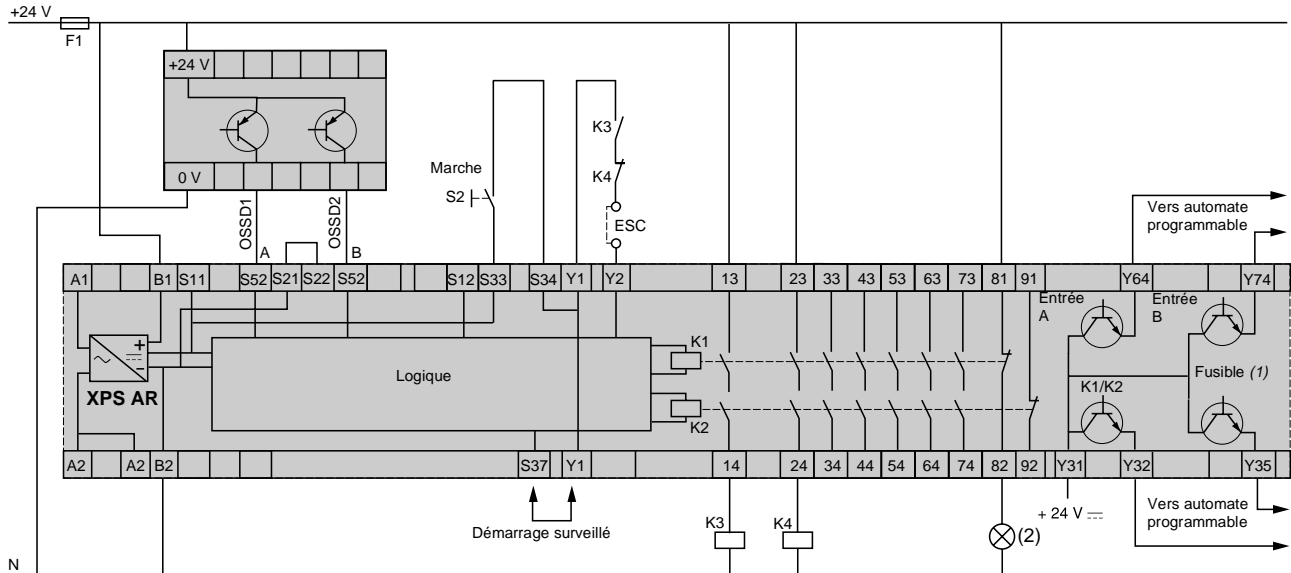 +24 V
F1
+24 V
0 V
OSSD1
OSSD2
A
B
Marche
S2
K3
K4
ESC
Vers automate
programmable
A1
B1
S11
S52
S21
S22
S52
S12
S33
S34
Y1
Y2
13
23
33
43
53
63
73
81
91
Y64
Y74
Entrée
A
Entrée
B
+
-
XPS AR
Logique
K1
K2
K1/K2
Fusible (1)
A2
A2
B2
S37
Y1
14
24
34
44
54
64
74
82
92
Y31
Y32
Y35
Démarrage surveillé
K3
K4
(2)
+ 24 V
Vers automate
programmable
N